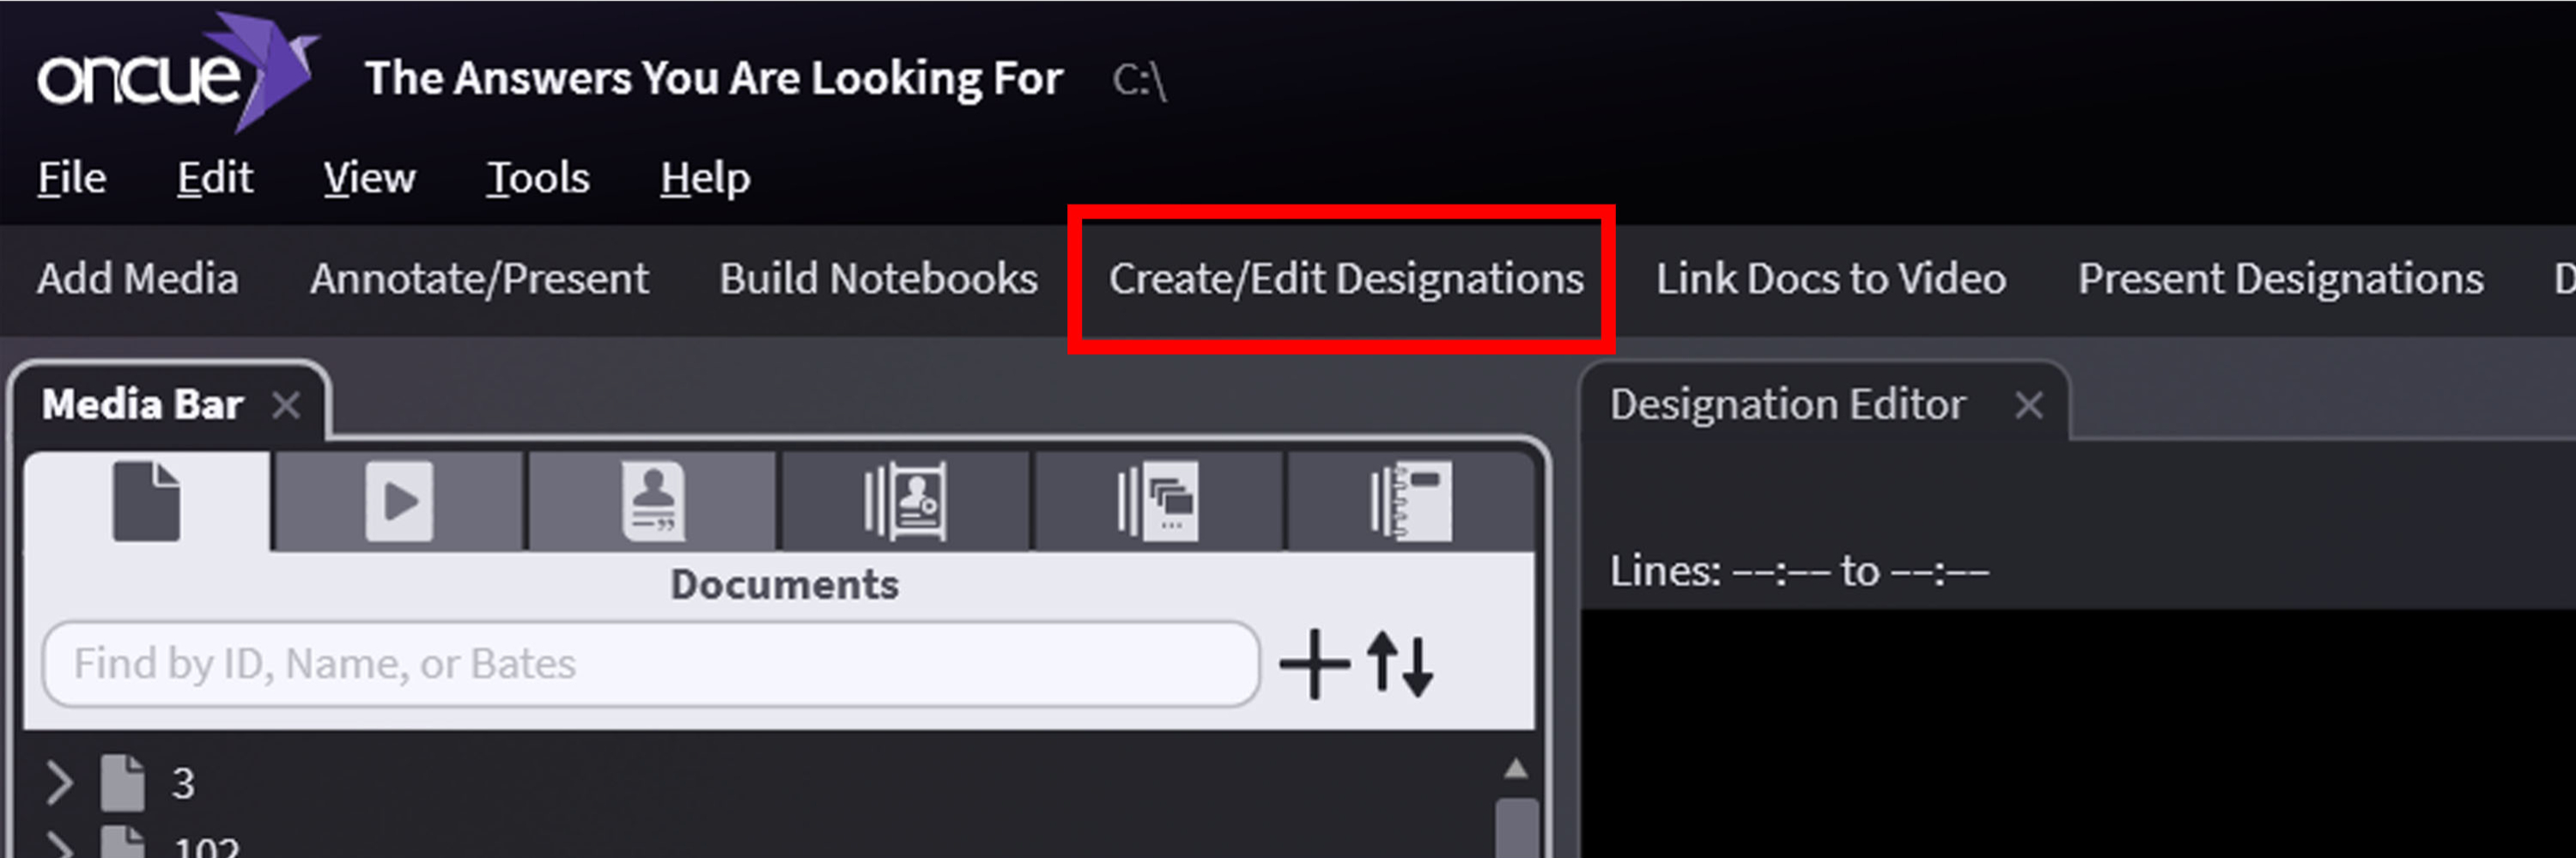 oncue The Answers You Are Looking For C:\
File Edit View Tools Help
Add Media Annotate/Present Build Notebooks Create/Edit Designations Link Docs to Video Present Designations D
Media Bar × Designation Editor ×
Documents
Lines: --:-- to --:--
Find by ID, Name, or Bates
3
102